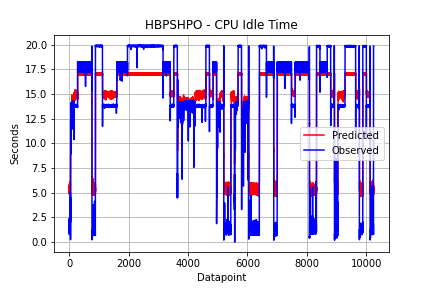 HBPSHPO - CPU Idle Time
20.0
17.5
15.0
12.5
10.0
7.5
5.0
2.5
0.0
Seconds
Predicted
Observed
0 2000 4000 6000 8000 10000
Datapoint